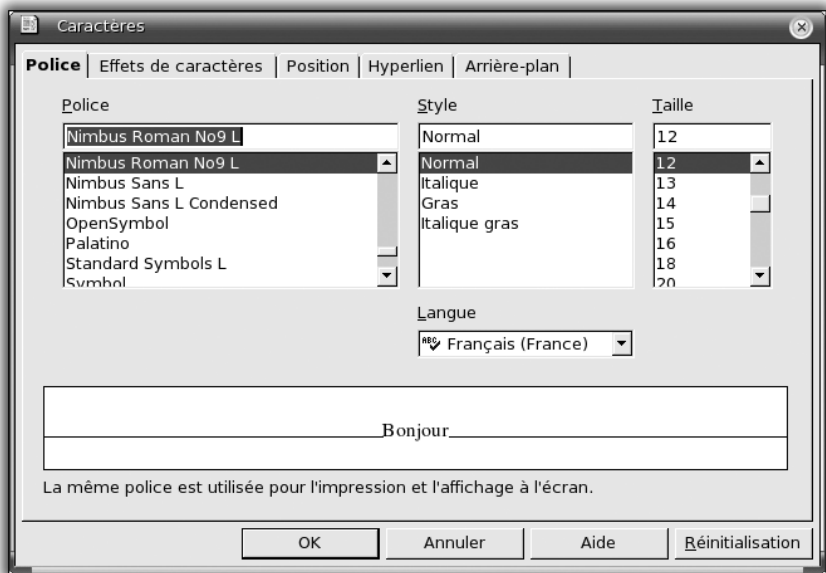 Caractères
Police Effets de caractères Position Hyperlien Arrière-plan
Police Style Taille
Nimbus Roman No9 L Normal 12
Nimbus Roman No9 L Normal 12
Nimbus Sans L Italique 13
Nimbus Sans L Condensed Gras 14
OpenSymbol Italique gras 15
Palatino 16
Standard Symbols L 18
Symbol 20
Langue
ABC Français (France)
Bonjour
La même police est utilisée pour l'impression et l'affichage à l'écran.
OK Annuler Aide Réinitialisation